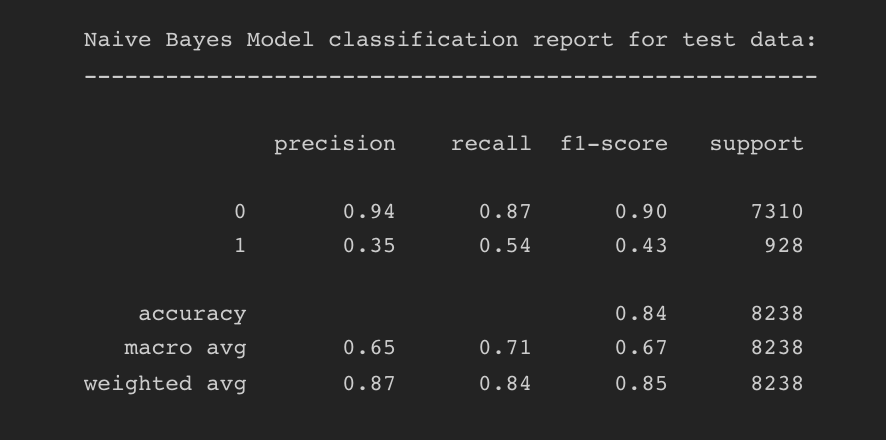 Naive Bayes Model classification report for test data:
------------------------------------------------------
precision recall f1-score support
0 0.94 0.87 0.90 7310
1 0.35 0.54 0.43 928
accuracy 0.84 8238
macro avg 0.65 0.71 0.67 8238
weighted avg 0.87 0.84 0.85 8238